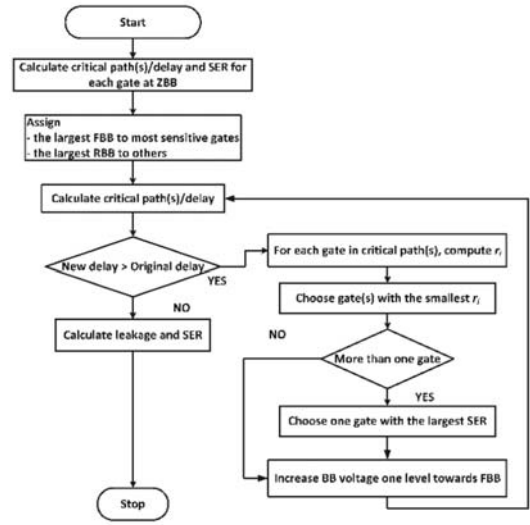 Start
Calculate critical path(s)/delay and SER for
each gate at ZBB
Assign
- the largest FBB to most sensitive gates
- the largest RBB to others
Calculate critical path(s)/delay
New delay > Original delay
YES
NO
Calculate leakage and SER
Stop
For each gate in critical path(s), compute rᵢ
Choose gate(s) with the smallest rᵢ
NO
More than one gate
YES
Choose one gate with the largest SER
Increase BB voltage one level towards FBB